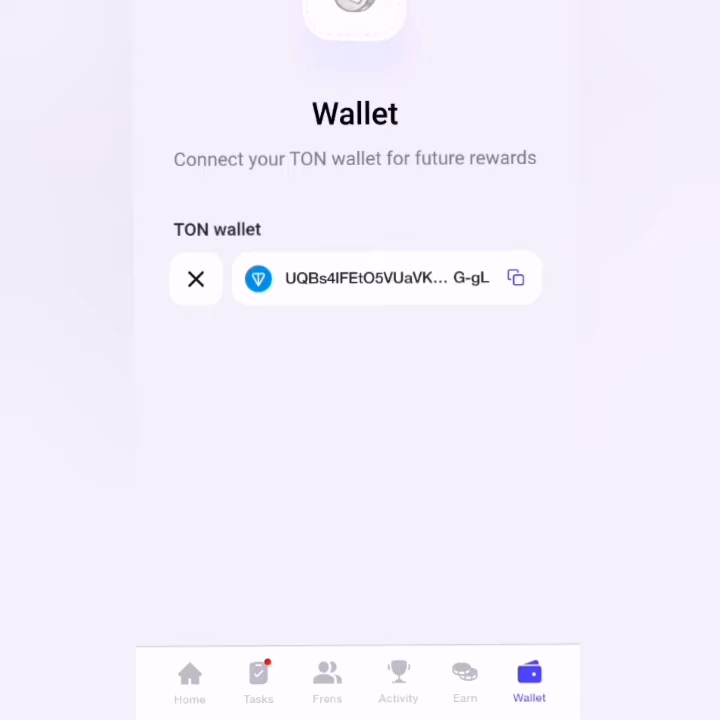 Wallet
Connect your TON wallet for future rewards
TON wallet
UQBs4IFEtO5VUaVK... G-gL
Home Tasks Frens Activity Earn Wallet